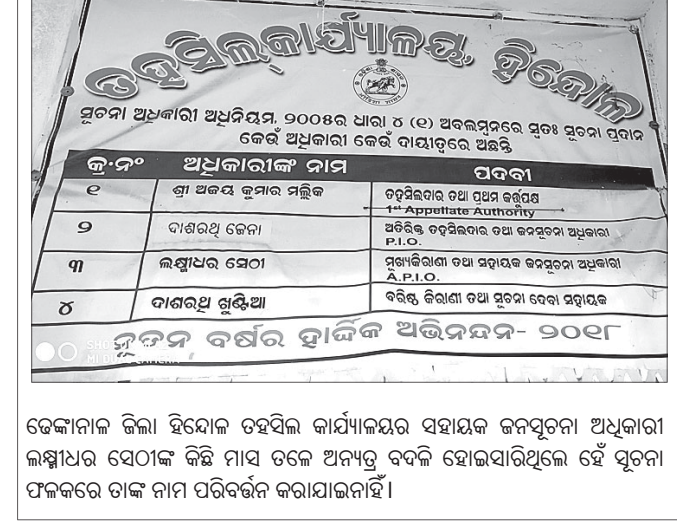 ତହସିଲ୍‌କାର୍ଯ୍ୟାଳୟ, ହିନ୍ଦୋଳ
ସୂଚନା ଅଧିକାରୀ ଅଧିନିୟମ, ୨୦୦୫ର ଧାରା ୪ (୧) ଅବଲମ୍ବନରେ ସ୍ଵତଃ ସୂଚନା ପ୍ରଦାନ
କେଉଁ ଅଧିକାରୀ କେଉଁ ଦାୟୀତ୍ଵରେ ଅଛନ୍ତି
କ୍ର.ନଂ ଅଧିକାରୀଙ୍କ ନାମ ପଦବୀ
୧ ଶ୍ରୀ ଅଜୟ କୁମାର ମଲ୍ଲିକ ତହସିଲଦାର ତଥା ପ୍ରଥମ କର୍ତ୍ତୃପକ୍ଷ
1st Appellate Authority
୨ ଦାଶରଥି ଜେନା ଅତିରିକ୍ତ ତହସିଲଦାର ତଥା ଜନସୂଚନା ଅଧିକାରୀ
P.I.O.
୩ ଲକ୍ଷ୍ମୀଧର ସେଠୀ ମୁଖ୍ୟକିରାଣୀ ତଥା ସହାୟକ ଜନସୂଚନା ଅଧିକାରୀ
A.P.I.O.
୪ ଦାଶରଥି ଖୁଣ୍ଟିଆ ବରିଷ୍ଠ କିରାଣୀ ତଥା ସୂଚନା ଦେବା ସହାୟକ
ନୂତନ ବର୍ଷର ହାର୍ଦ୍ଦିକ ଅଭିନନ୍ଦନ- ୨୦୧୮
ଢେଙ୍କାନାଳ ଜିଲା ହିନ୍ଦୋଳ ତହସିଲ କାର୍ଯ୍ୟାଳୟର ସହାୟକ ଜନସୂଚନା ଅଧିକାରୀ
ଲକ୍ଷ୍ମୀଧର ସେଠୀଙ୍କ କିଛି ମାସ ତଳେ ଅନ୍ୟତ୍ର ବଦଳି ହୋଇସାରିଥିଲେ ହେଁ ସୂଚନା
ଫଳକରେ ତାଙ୍କ ନାମ ପରିବର୍ତ୍ତନ କରାଯାଇନାହିଁ।